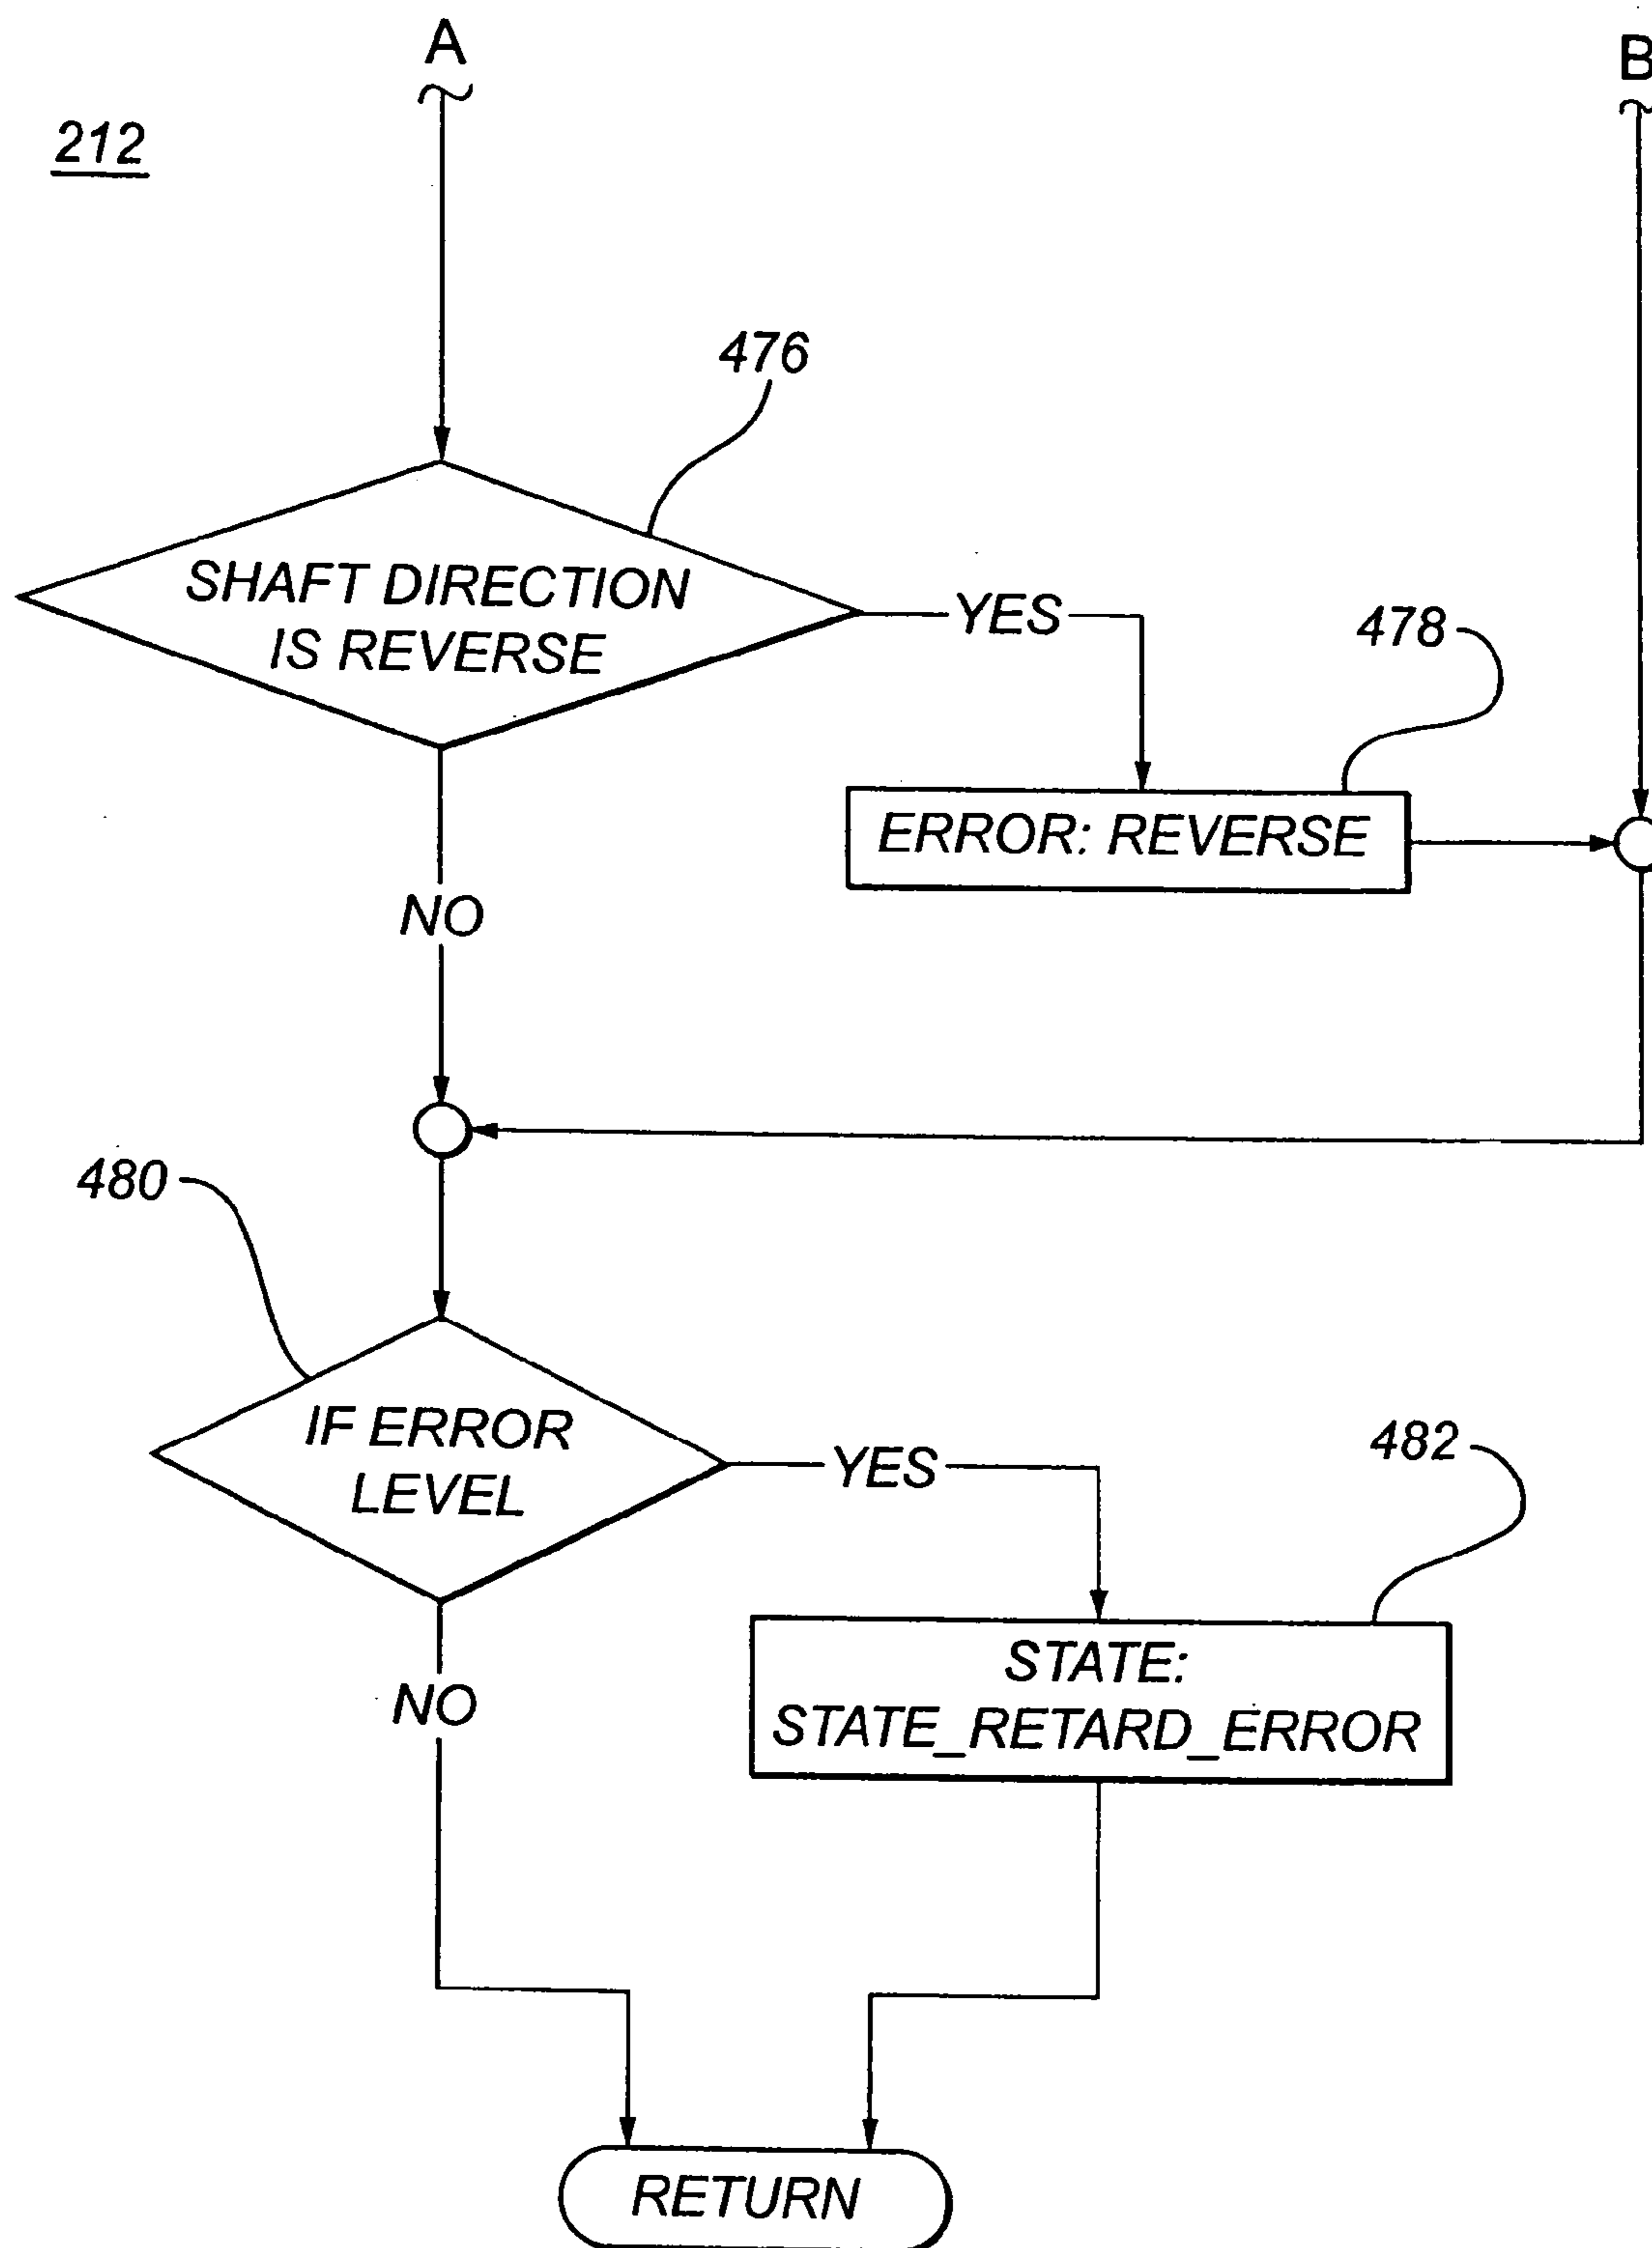 A
B
212
476
SHAFT DIRECTION
IS REVERSE
YES
478
ERROR: REVERSE
NO
480
IF ERROR
LEVEL
YES
482
STATE:
STATE_RETARD_ERROR
NO
RETURN